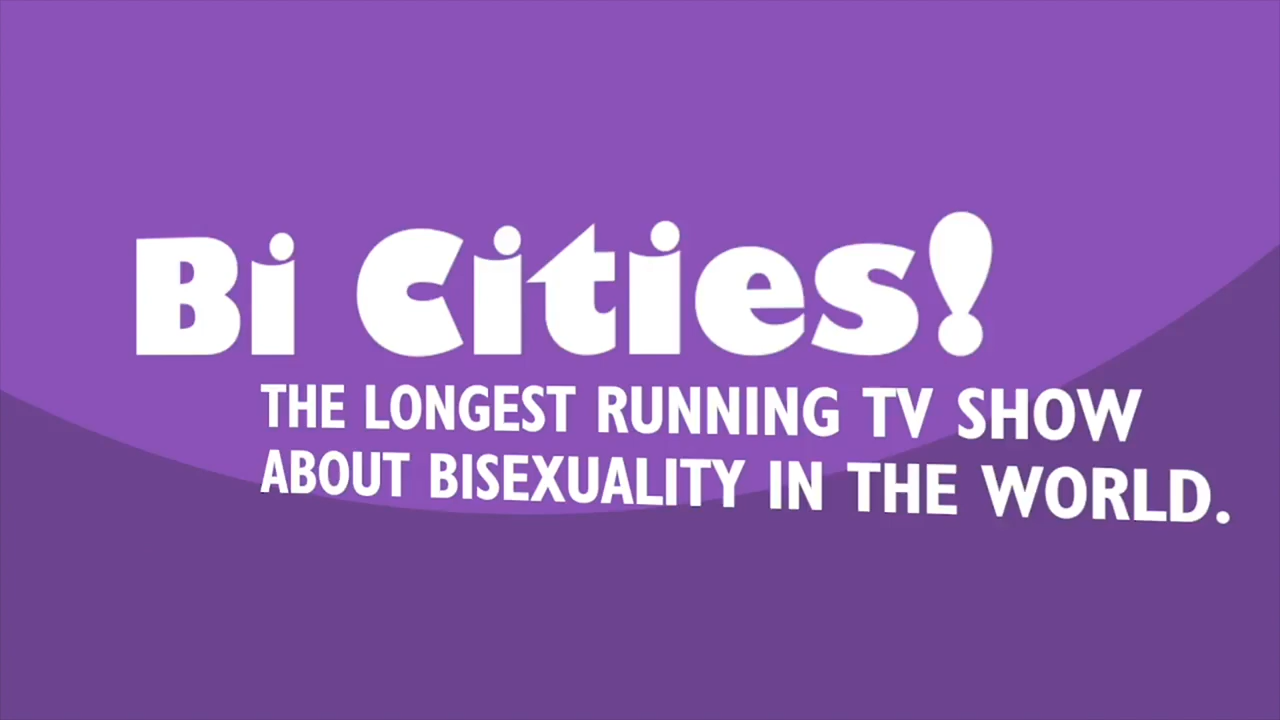 Bi Cities!
THE LONGEST RUNNING TV SHOW
ABOUT BISEXUALITY IN THE WORLD.